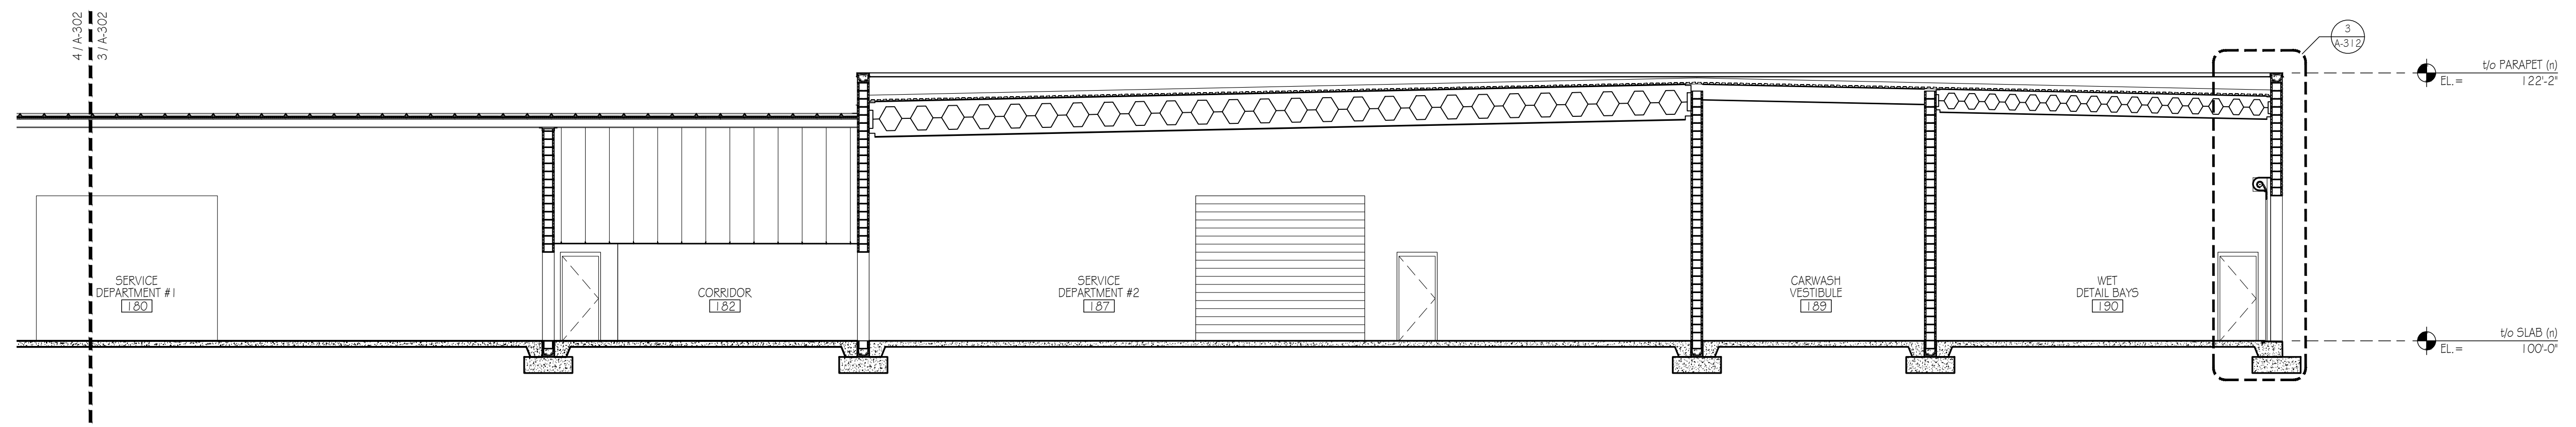 4 / A-302
3 / A-302
3
A-312
t/o PARAPET (n)
EL. = 122'-2"
SERVICE
DEPARTMENT #1
180
CORRIDOR
182
SERVICE
DEPARTMENT #2
187
CARWASH
VESTIBULE
189
WET
DETAIL BAYS
190
t/o SLAB (n)
EL. = 100'-0"